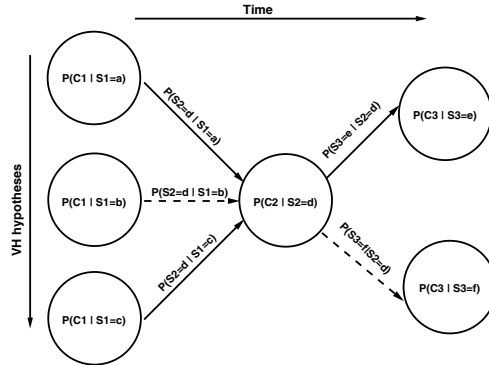 Time
VH hypotheses
P(C1 | S1=a)
P(S2=d | S1=a)
P(C1 | S1=b)
P(S2=d | S1=b)
P(C1 | S1=c)
P(S2=d | S1=c)
P(C2 | S2=d)
P(S3=e | S2=d)
P(C3 | S3=e)
P(S3=f|S2=d)
P(C3 | S3=f)